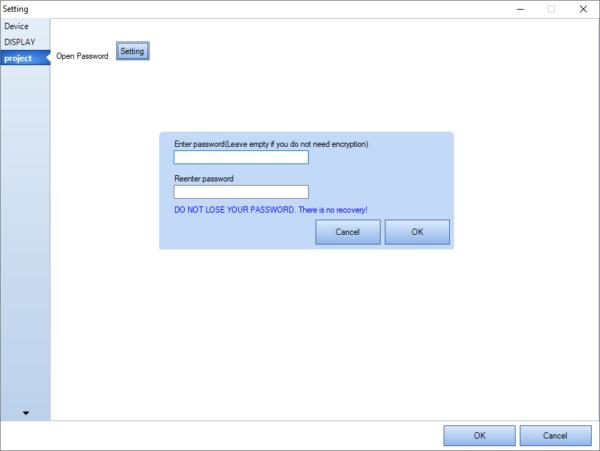 Setting
Device
DISPLAY
project
Open Password
Setting
Enter password(Leave empty if you do not need encryption)
Reenter password
DO NOT LOSE YOUR PASSWORD. There is no recovery!
Cancel
OK
OK
Cancel